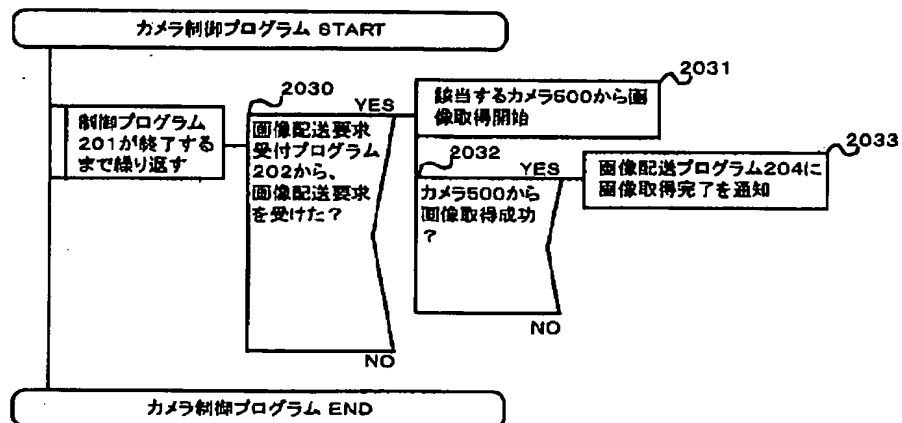 カメラ制御プログラム START
制御プログラム
201が終了する
まで繰り返す
2030
YES
画像配送要求
受付プログラム
202から、
画像配送要求
を受けた?
NO
2031
該当するカメラ500から画
像取得開始
2032
YES
カメラ500から
画像取得成功
?
NO
2033
画像配送プログラム204に
画像取得完了を通知
カメラ制御プログラム END